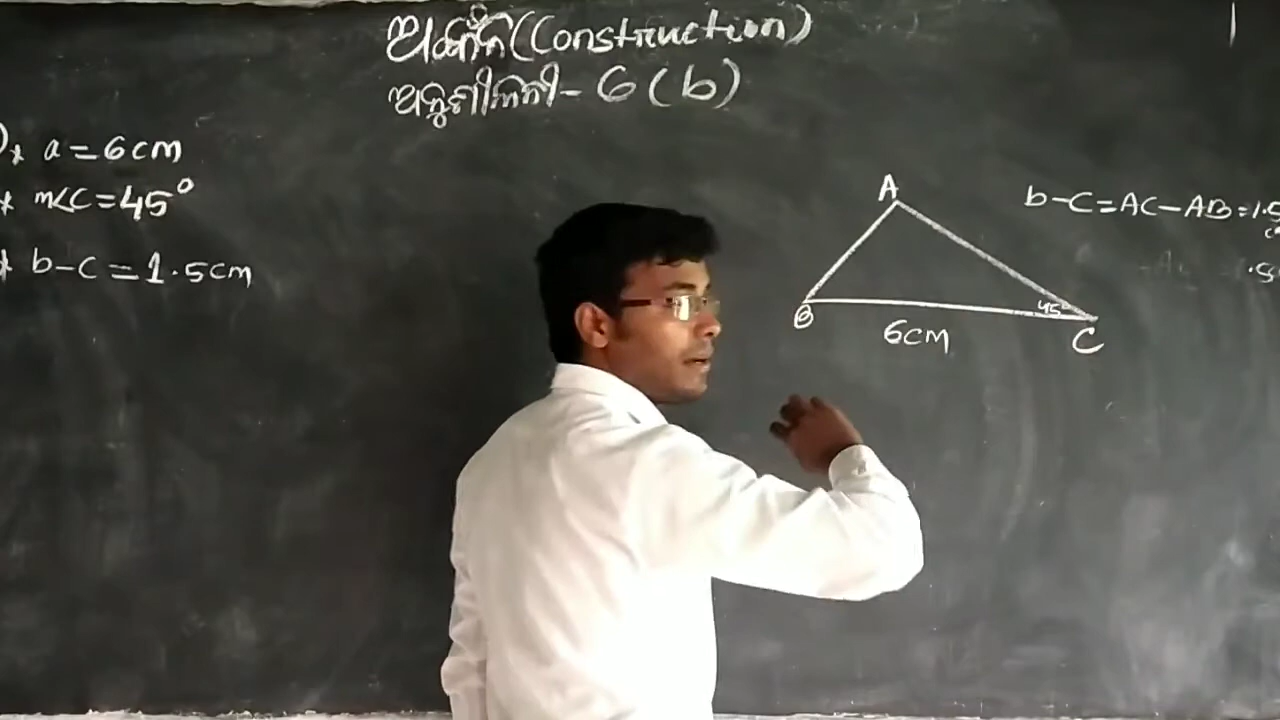 ଅଙ୍କନ (Construction)
ଅନୁଶୀଳନୀ - 6 (b)
* a = 6cm
* m<C = 45°
* b-c = 1.5cm
A
b-C = AC-AB = 1.5
B
45°
C
6cm